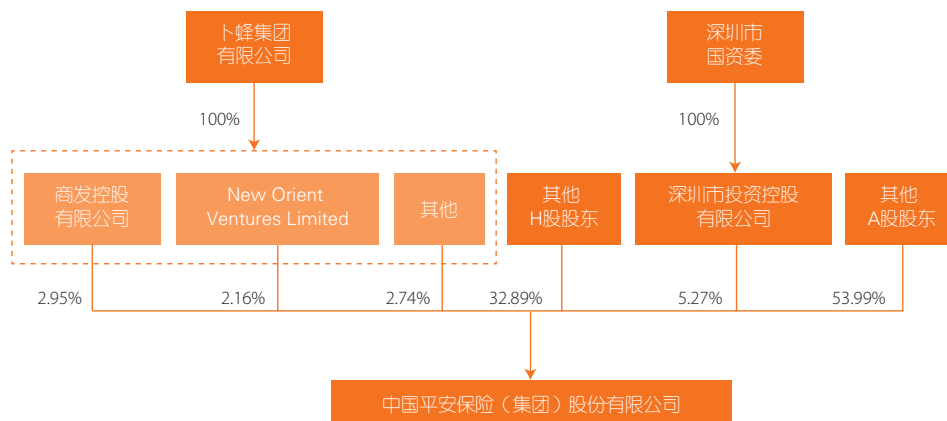 卜蜂集团
有限公司
深圳市
国资委
100%
100%
商发控股
有限公司
New Orient
Ventures Limited
其他
其他
H股股东
深圳市投资控股
有限公司
其他
A股股东
2.95%
2.16%
2.74%
32.89%
5.27%
53.99%
中国平安保险（集团）股份有限公司